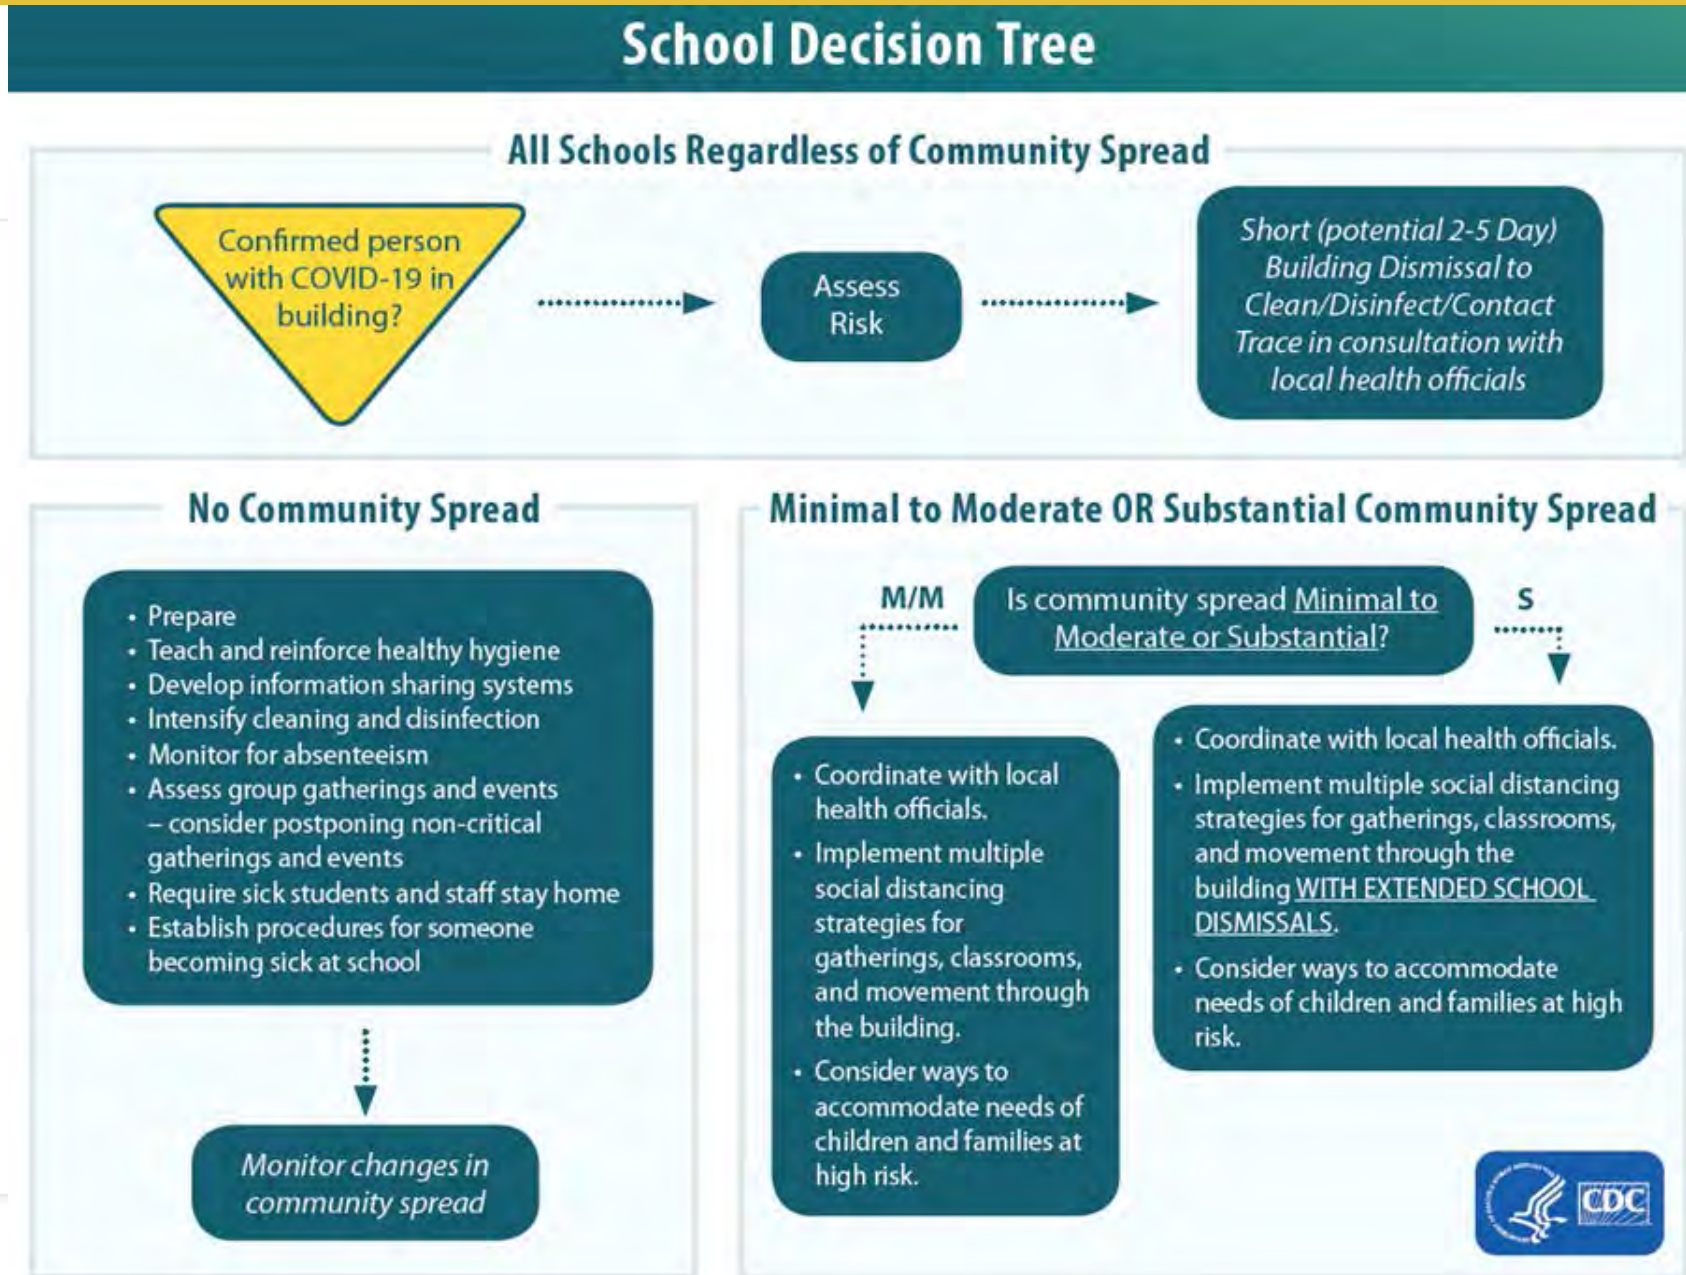 School Decision Tree
All Schools Regardless of Community Spread
Confirmed person
with COVID-19 in
building?
Assess
Risk
Short (potential 2-5 Day)
Building Dismissal to
Clean/Disinfect/Contact
Trace in consultation with
local health officials
No Community Spread
• Prepare
• Teach and reinforce healthy hygiene
• Develop information sharing systems
• Intensify cleaning and disinfection
• Monitor for absenteeism
• Assess group gatherings and events
– consider postponing non-critical
gatherings and events
• Require sick students and staff stay home
• Establish procedures for someone
becoming sick at school
Monitor changes in
community spread
Minimal to Moderate OR Substantial Community Spread
M/M
Is community spread Minimal to
Moderate or Substantial?
S
• Coordinate with local
health officials.
• Implement multiple
social distancing
strategies for
gatherings, classrooms,
and movement through
the building.
• Consider ways to
accommodate needs of
children and families at
high risk.
• Coordinate with local health officials.
• Implement multiple social distancing
strategies for gatherings, classrooms,
and movement through the
building WITH EXTENDED SCHOOL
DISMISSALS.
• Consider ways to accommodate
needs of children and families at high
risk.
CDC